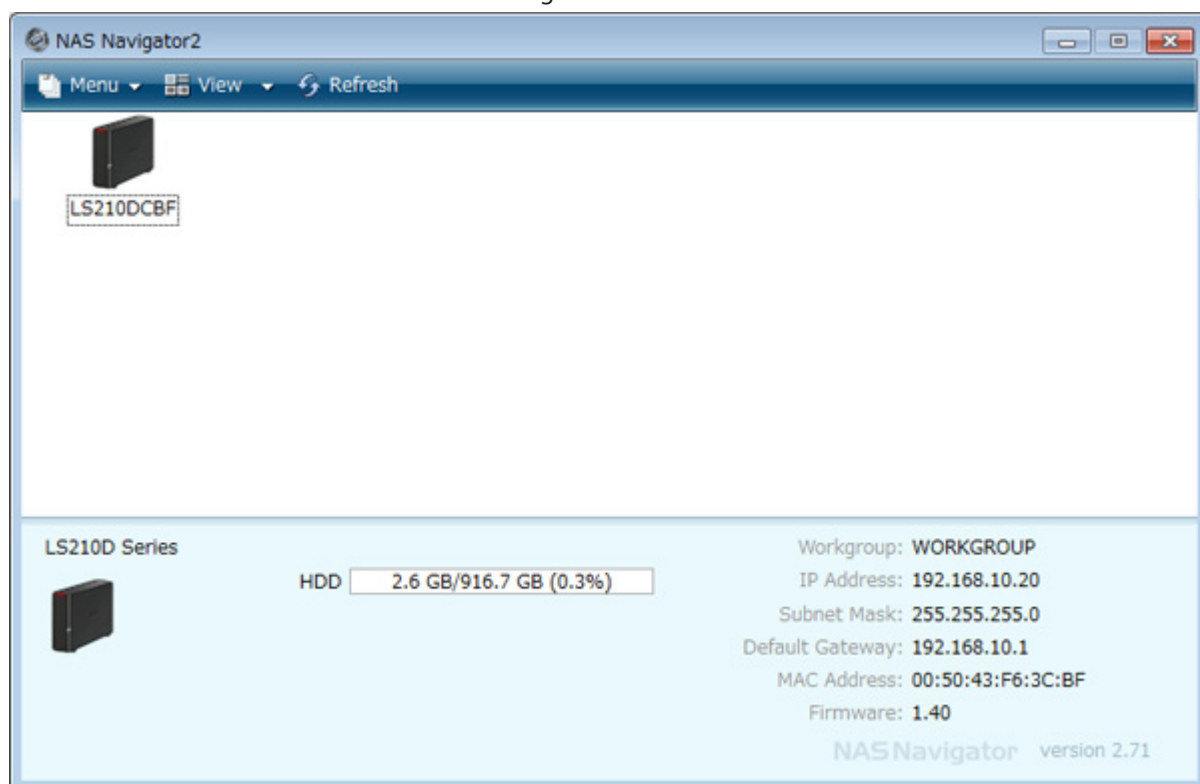 NAS Navigator2
Menu View Refresh
LS210DCBF
LS210D Series
HDD 2.6 GB/916.7 GB (0.3%)
Workgroup: WORKGROUP
IP Address: 192.168.10.20
Subnet Mask: 255.255.255.0
Default Gateway: 192.168.10.1
MAC Address: 00:50:43:F6:3C:BF
Firmware: 1.40
NASNavigator version 2.71